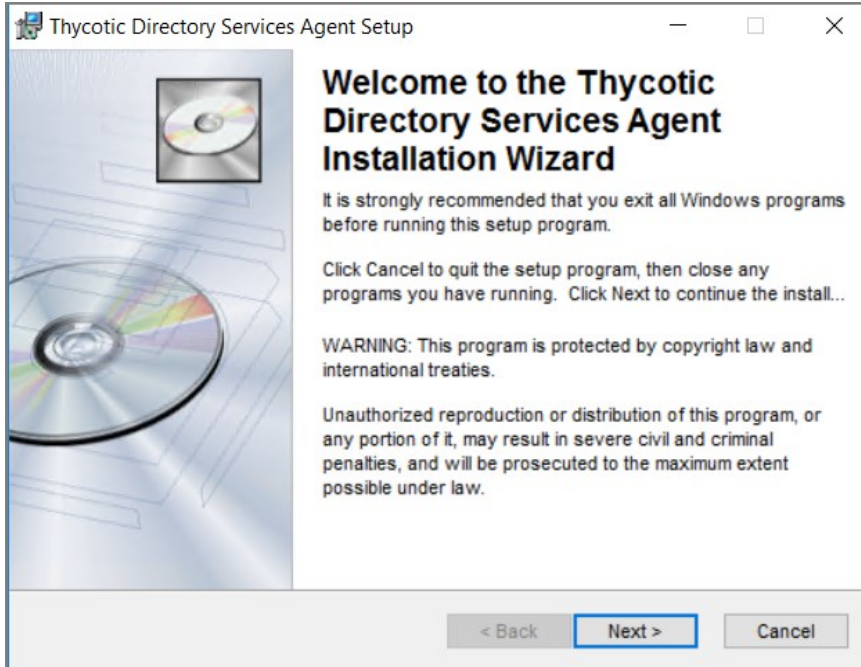 Thycotic Directory Services Agent Setup
Welcome to the Thycotic
Directory Services Agent
Installation Wizard
It is strongly recommended that you exit all Windows programs
before running this setup program.
Click Cancel to quit the setup program, then close any
programs you have running.  Click Next to continue the install...
WARNING: This program is protected by copyright law and
international treaties.
Unauthorized reproduction or distribution of this program, or
any portion of it, may result in severe civil and criminal
penalties, and will be prosecuted to the maximum extent
possible under law.
< Back Next > Cancel